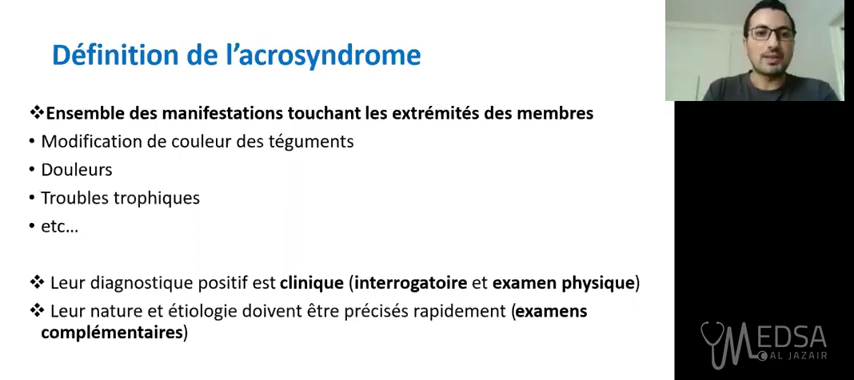 Définition de l'acrosyndrome
❖Ensemble des manifestations touchant les extrémités des membres
• Modification de couleur des téguments
• Douleurs
• Troubles trophiques
• etc...
❖ Leur diagnostique positif est clinique (interrogatoire et examen physique)
❖ Leur nature et étiologie doivent être précisés rapidement (examens
complémentaires)
MEDSA
AL JAZAIR